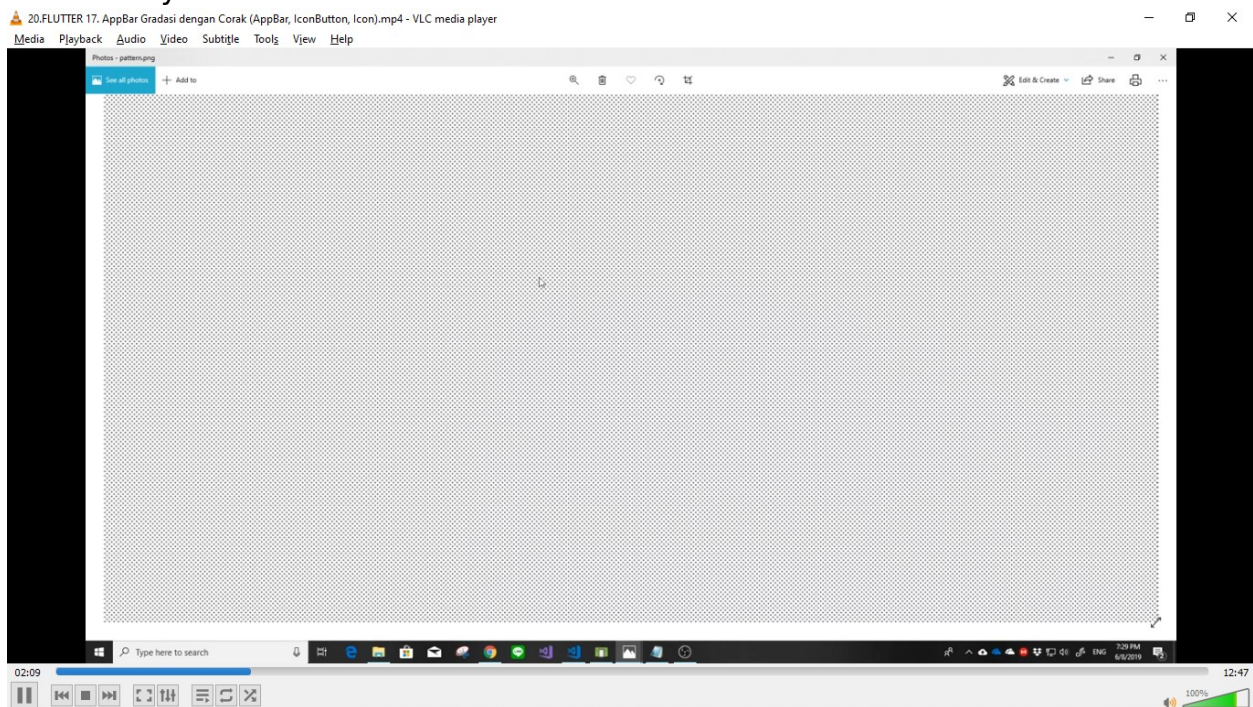 20.FLUTTER 17. AppBar Gradasi dengan Corak (AppBar, IconButton, Icon).mp4 - VLC media player
Media Playback Audio Video Subtitle Tools View Help
Photos - pattern.png
See all photos + Add to Edit & Create Share
Type here to search ENG 7:29 PM
6/8/2019
02:09 12:47
100%